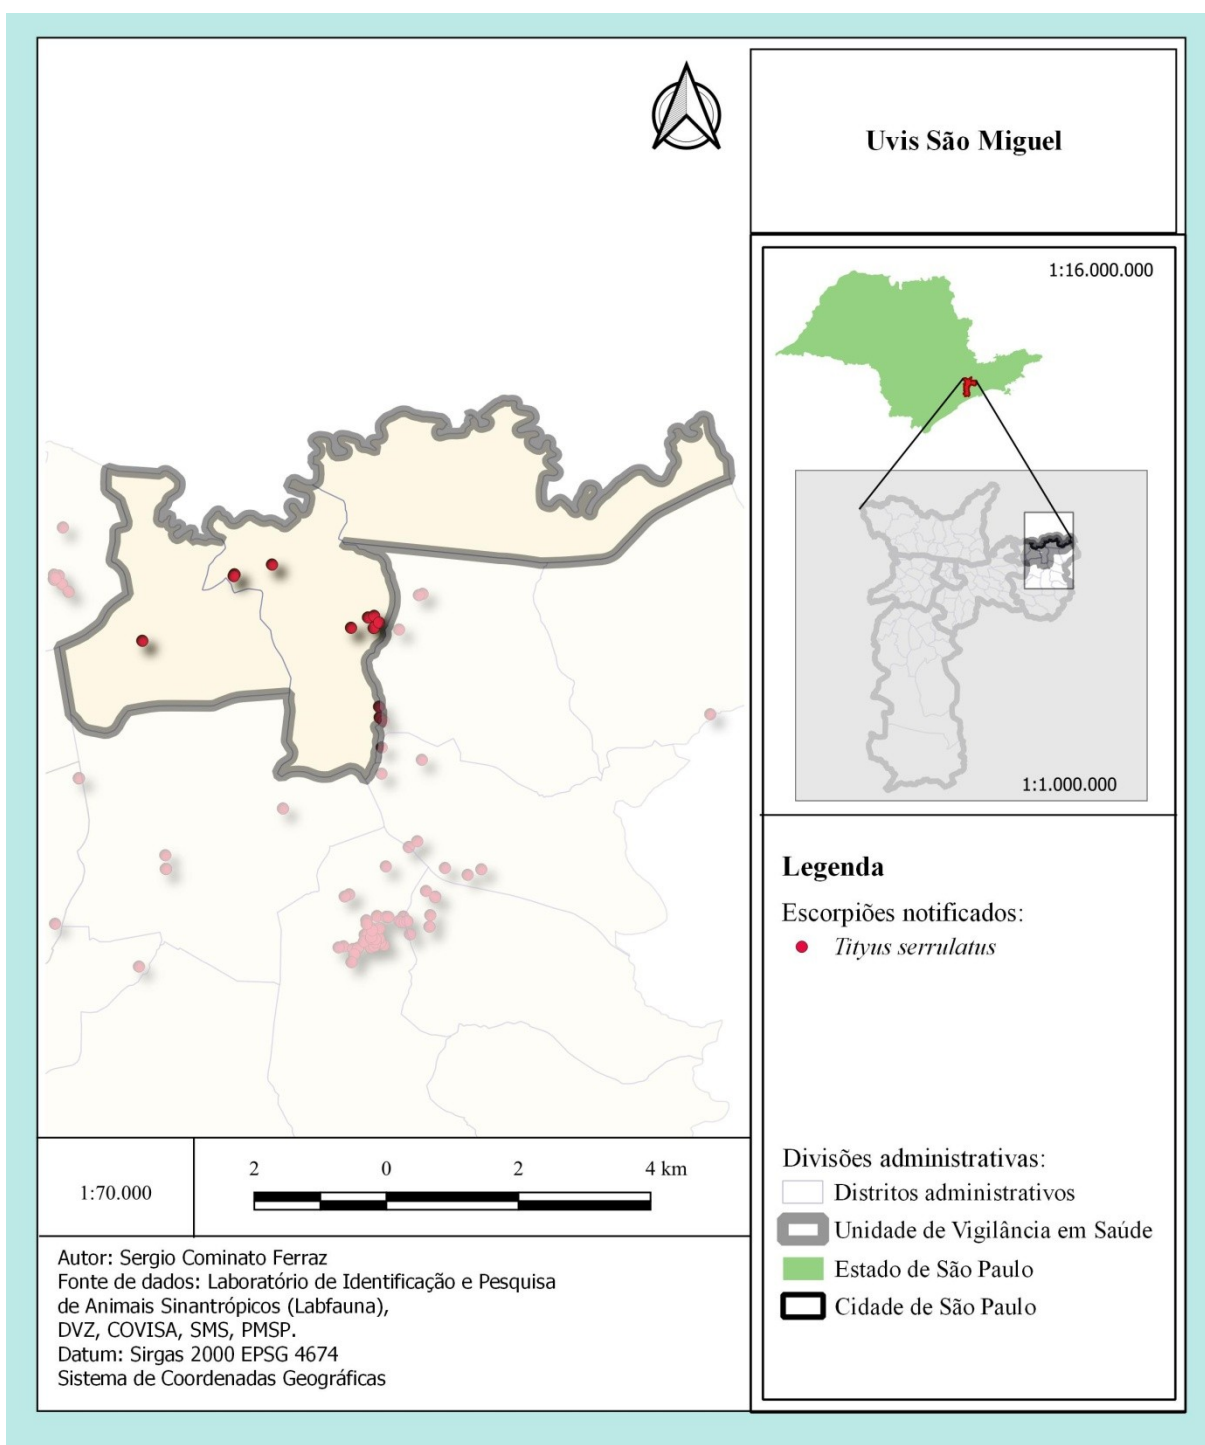 Uvis São Miguel
1:16.000.000
1:1.000.000
Legenda
Escorpiões notificados:
Tityus serrulatus
Divisões administrativas:
Distritos administrativos
Unidade de Vigilância em Saúde
Estado de São Paulo
Cidade de São Paulo
1:70.000
2 0 2 4 km
Autor: Sergio Cominato Ferraz
Fonte de dados: Laboratório de Identificação e Pesquisa
de Animais Sinantrópicos (Labfauna),
DVZ, COVISA, SMS, PMSP.
Datum: Sirgas 2000 EPSG 4674
Sistema de Coordenadas Geográficas